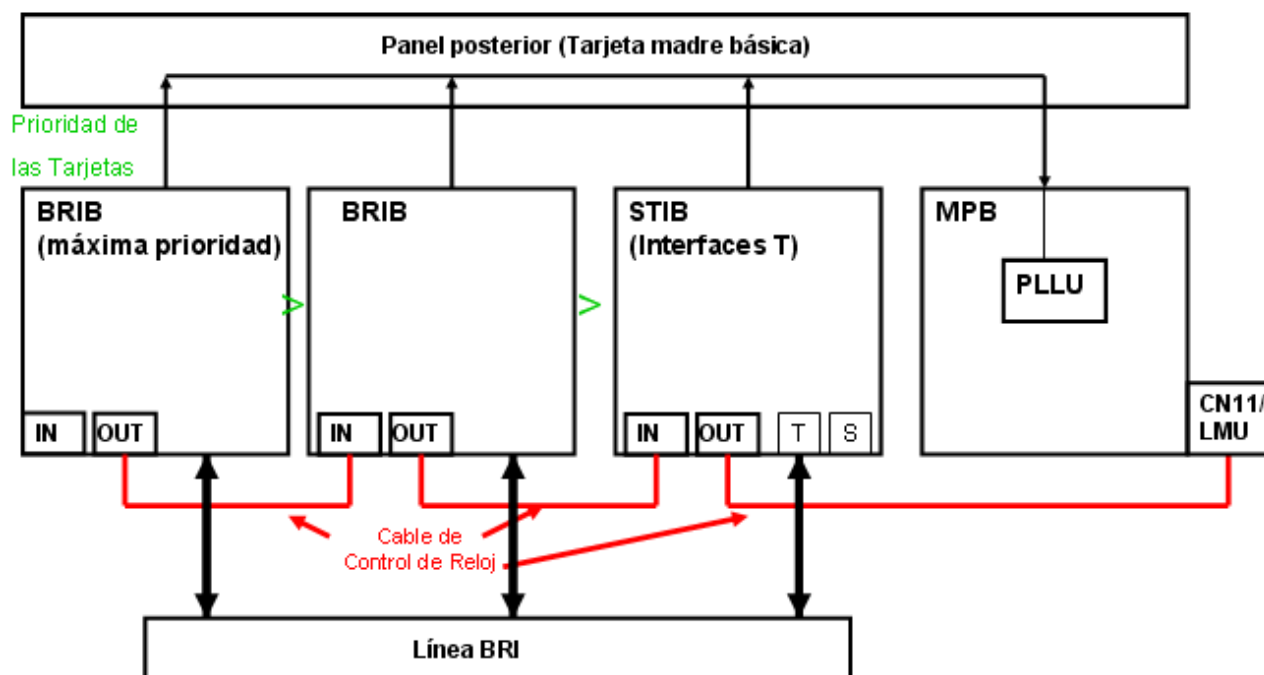 Panel posterior (Tarjeta madre básica)
Prioridad de
las Tarjetas
BRIB
(máxima prioridad)
BRIB
STIB
(Interfaces T)
MPB
PLLU
>
>
IN
OUT
IN
OUT
IN
OUT
T
S
CN11/
LMU
Cable de
Control de Reloj
Línea BRI